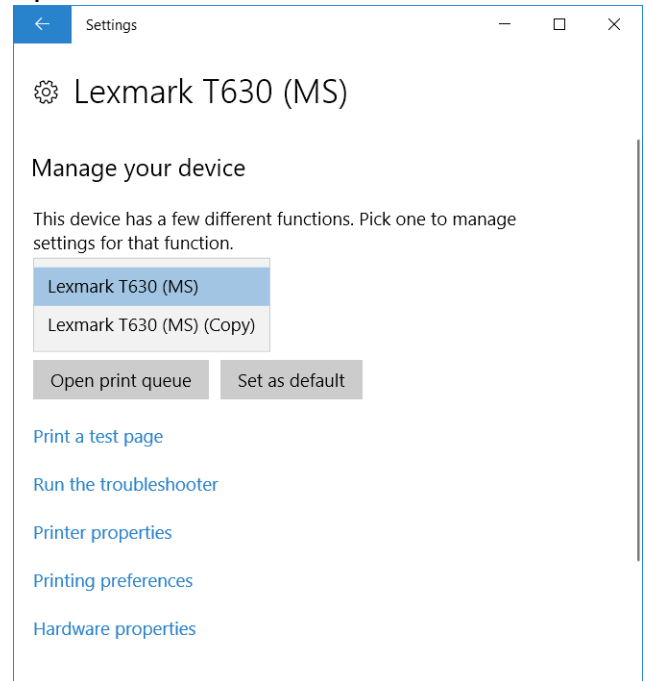 Settings
Lexmark T630 (MS)
Manage your device
This device has a few different functions. Pick one to manage
settings for that function.
Lexmark T630 (MS)
Lexmark T630 (MS) (Copy)
Open print queue Set as default
Print a test page
Run the troubleshooter
Printer properties
Printing preferences
Hardware properties